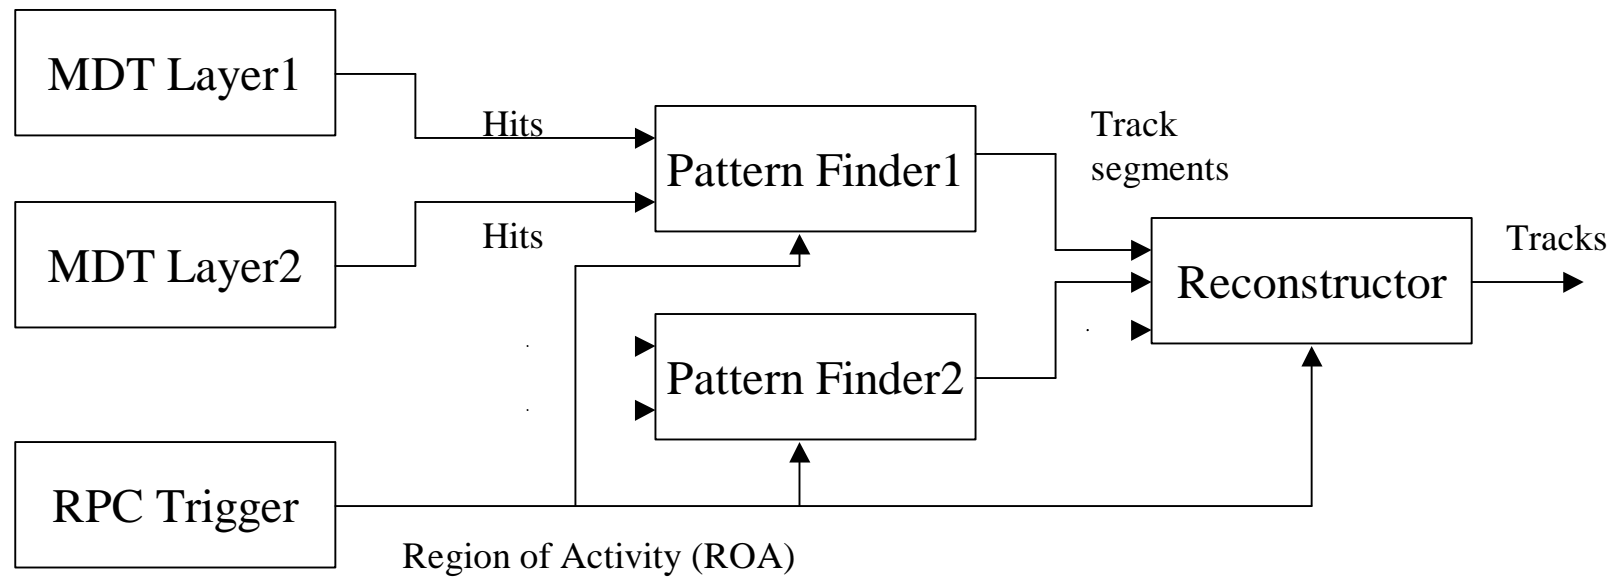 MDT Layer1
Hits
Pattern Finder1
Track
segments
MDT Layer2
Hits
Reconstructor
Tracks
Pattern Finder2
RPC Trigger
Region of Activity (ROA)